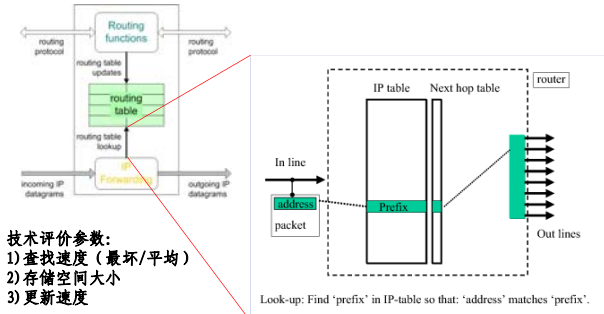 Routing
functions
routing
protocol
routing
protocol
routing table
updates
routing
table
routing table
lookup
IP
Forwarding
incoming IP
datagrams
outgoing IP
datagrams
技术评价参数:
1)查找速度（最坏/平均）
2)存储空间大小
3)更新速度
router
IP table
Next hop table
In line
address
packet
Prefix
Out lines
Look-up: Find ‘prefix’ in IP-table so that: ‘address’ matches ‘prefix’.